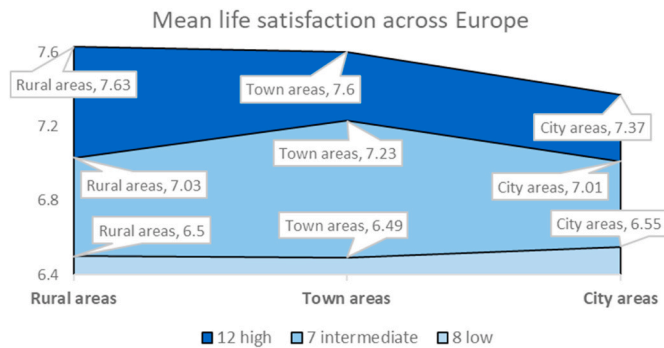 Mean life satisfaction across Europe
7.6
Rural areas, 7.63
Town areas, 7.6
7.2
City areas, 7.37
Town areas, 7.23
Rural areas, 7.03
City areas, 7.01
6.8
Rural areas, 6.5
Town areas, 6.49
City areas, 6.55
6.4
Rural areas
Town areas
City areas
12 high
7 intermediate
8 low